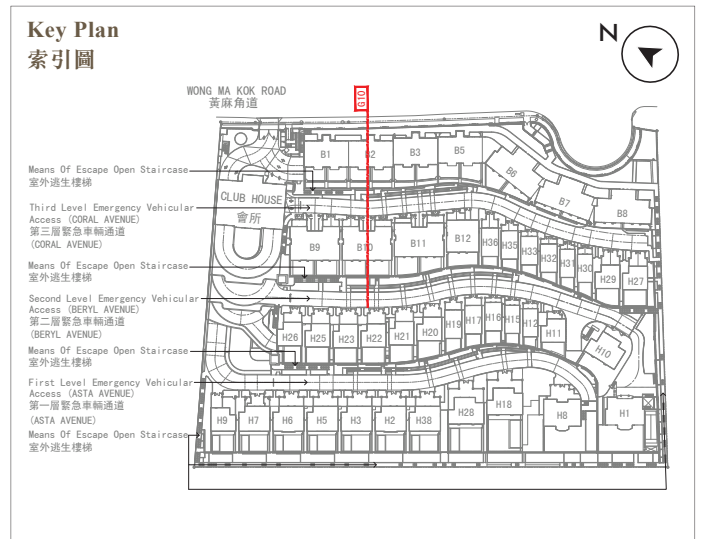 Key Plan
索引圖
N
WONG MA KOK ROAD
黃麻角道
G10
B1 B2 B3 B5
B6
B7
B8
Means Of Escape Open Staircase
室外逃生樓梯
CLUB HOUSE
會所
Third Level Emergency Vehicular
Access (CORAL AVENUE)
第三層緊急車輛通道
(CORAL AVENUE)
B9 B10 B11 B12 H36 H35 H33 H32 H31 H30 H29 H27
Means Of Escape Open Staircase
室外逃生樓梯
Second Level Emergency Vehicular
Access (BERYL AVENUE)
第二層緊急車輛通道
(BERYL AVENUE)
H26 H25 H23 H22 H21 H20 H19 H17 H16 H15 H12 H11
H10
Means Of Escape Open Staircase
室外逃生樓梯
First Level Emergency Vehicular
Access (ASTA AVENUE)
第一層緊急車輛通道
(ASTA AVENUE)
H9 H7 H6 H5 H3 H2 H38 H28 H18 H8 H1
Means Of Escape Open Staircase
室外逃生樓梯